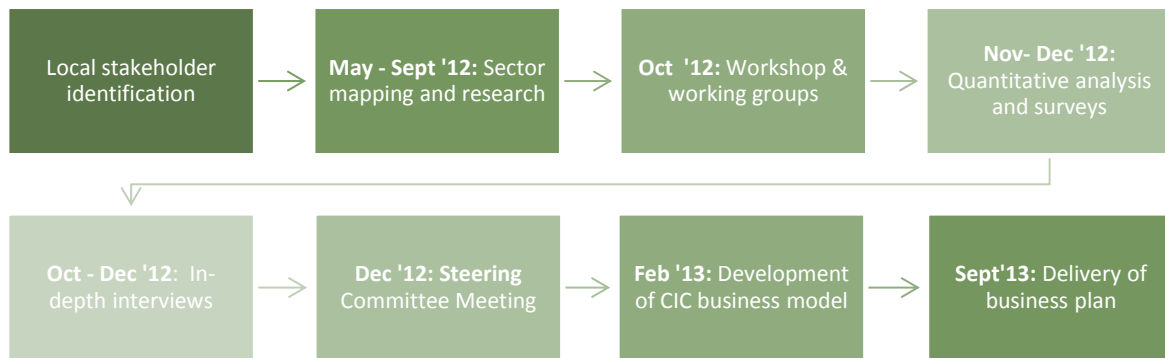 Local stakeholder
identification
May - Sept '12: Sector
mapping and research
Oct '12: Workshop &
working groups
Nov- Dec '12:
Quantitative analysis
and surveys
Oct - Dec '12: In-
depth interviews
Dec '12: Steering
Committee Meeting
Feb '13: Development
of CIC business model
Sept'13: Delivery of
business plan